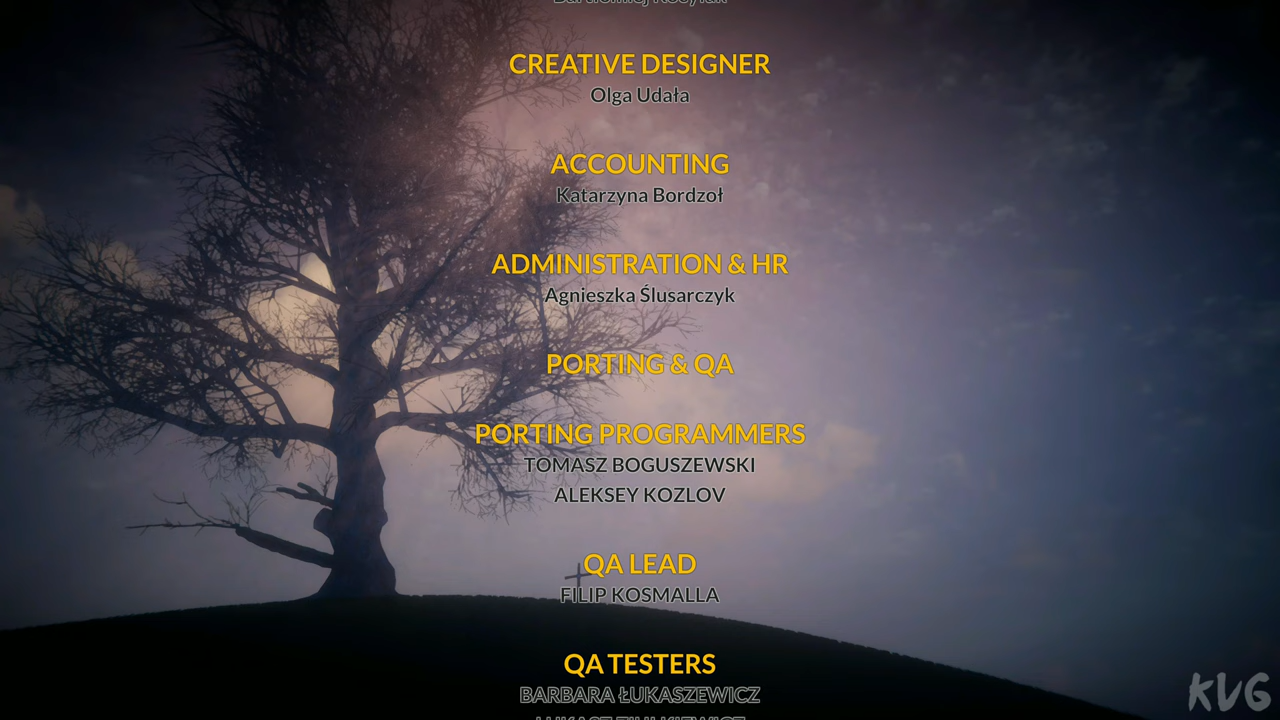 CREATIVE DESIGNER
Olga Udała
ACCOUNTING
Katarzyna Bordzoł
ADMINISTRATION & HR
Agnieszka Ślusarczyk
PORTING & QA
PORTING PROGRAMMERS
TOMASZ BOGUSZEWSKI
ALEKSEY KOZLOV
QA LEAD
FILIP KOSMALLA
QA TESTERS
BARBARA ŁUKASZEWICZ
KVG